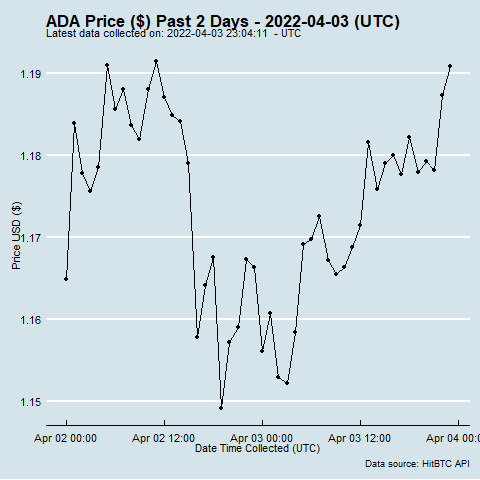 ADA Price ($) Past 2 Days - 2022-04-03 (UTC)
Latest data collected on: 2022-04-03 23:04:11 - UTC
1.19
1.18
1.17
1.16
1.15
Price USD ($)
Apr 02 00:00 Apr 02 12:00 Apr 03 00:00 Apr 03 12:00 Apr 04 00:0
Date Time Collected (UTC)
Data source: HitBTC API